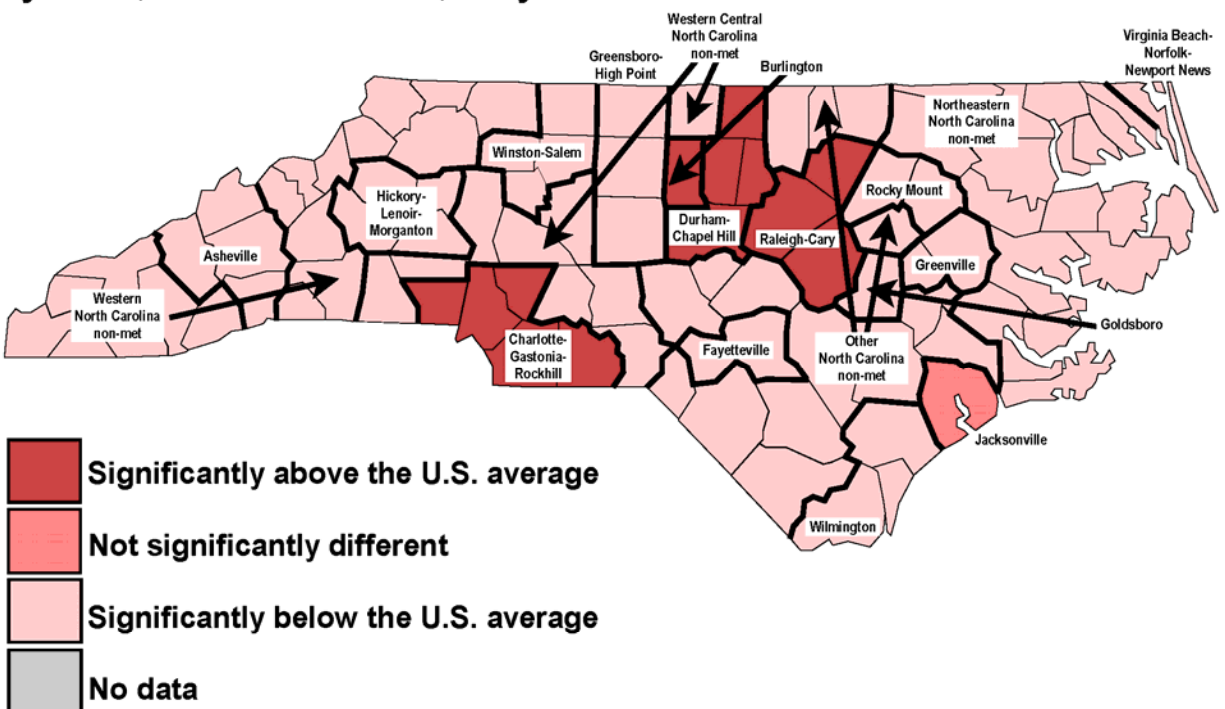 Western Central
North Carolina
non-met
Greensboro-
High Point
Burlington
Virginia Beach-
Norfolk-
Newport News
Northeastern
North Carolina
non-met
Winston-Salem
Rocky Mount
Hickory-
Lenoir-
Morganton
Durham-
Chapel Hill
Raleigh-Cary
Asheville
Greenville
Western
North Carolina
non-met
Goldsboro
Charlotte-
Gastonia-
Rockhill
Fayetteville
Other
North Carolina
non-met
Jacksonville
Wilmington
Significantly above the U.S. average
Not significantly different
Significantly below the U.S. average
No data